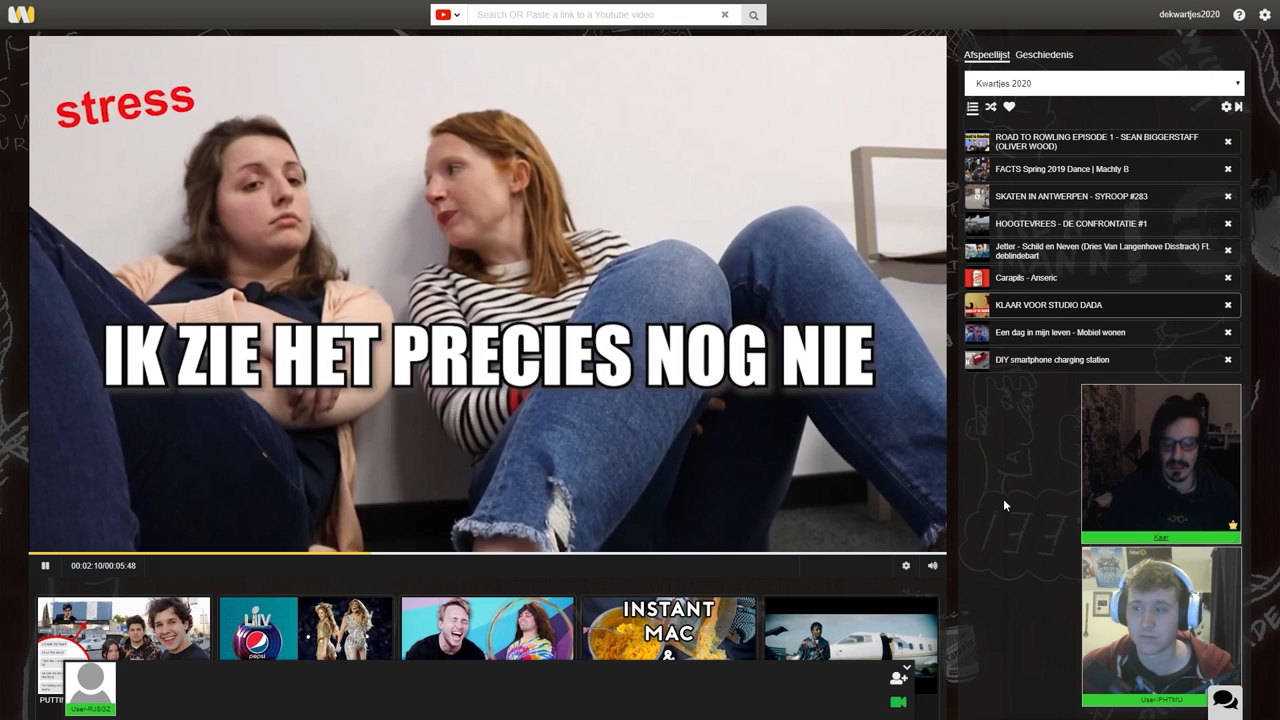 Search OR Paste a link to a Youtube video
dekwartjes2020
Afspeellijst Geschiedenis
Kwartjes 2020
stress
IK ZIE HET PRECIES NOG NIE
ROAD TO ROWLING EPISODE 1 - SEAN BIGGERSTAFF
(OLIVER WOOD)
FACTS Spring 2019 Dance | Machty B
SKATEN IN ANTWERPEN - SYROOP #283
HOOGTEVREES - DE CONFRONTATIE #1
Jetter - Schild en Neven (Dries Van Langenhove Disstrack) Ft.
deblindebart
Carapils - Anseric
KLAAR VOOR STUDIO DADA
Een dag in mijn leven - Mobiel wonen
DIY smartphone charging station
Kaar
00:02:10/00:05:48
LIV
pepsi
INSTANT
MAC
&
PUTTI
User-RJSGZ
User-PHTMU